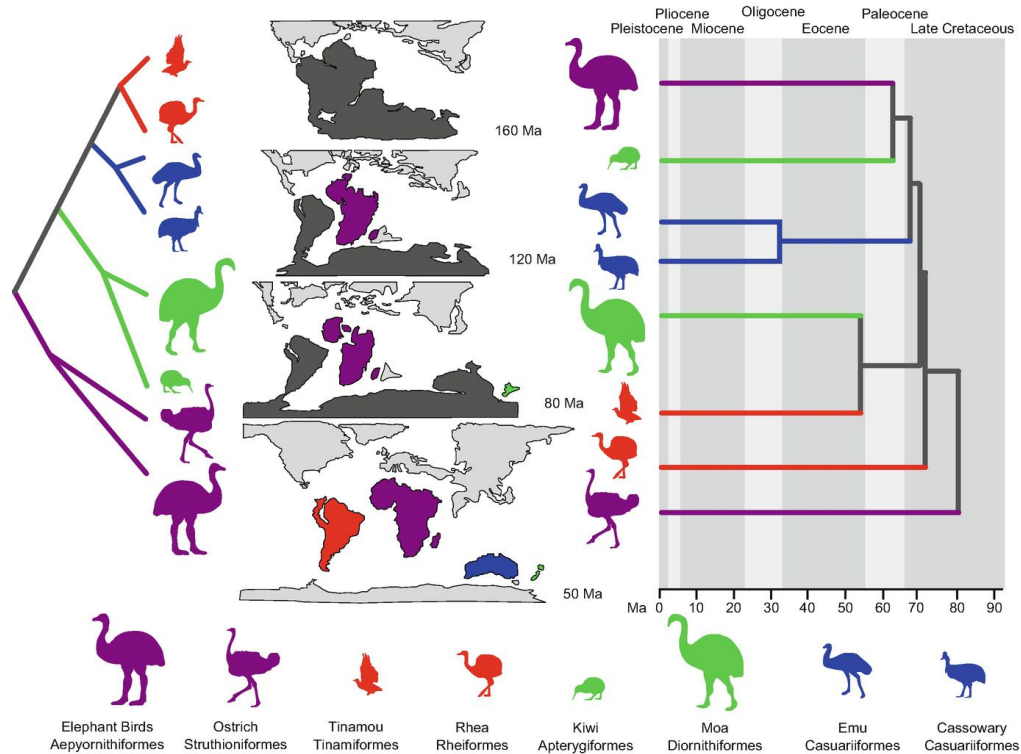 Pliocene Oligocene Paleocene
Pleistocene Miocene Eocene Late Cretaceous
160 Ma
120 Ma
80 Ma
50 Ma
Ma 0 10 20 30 40 50 60 70 80 90
Elephant Birds
Aepyornithiformes
Ostrich
Struthioniformes
Tinamou
Tinamiformes
Rhea
Rheiformes
Kiwi
Apterygiformes
Moa
Diornithiformes
Emu
Casuariiformes
Cassowary
Casuariiformes